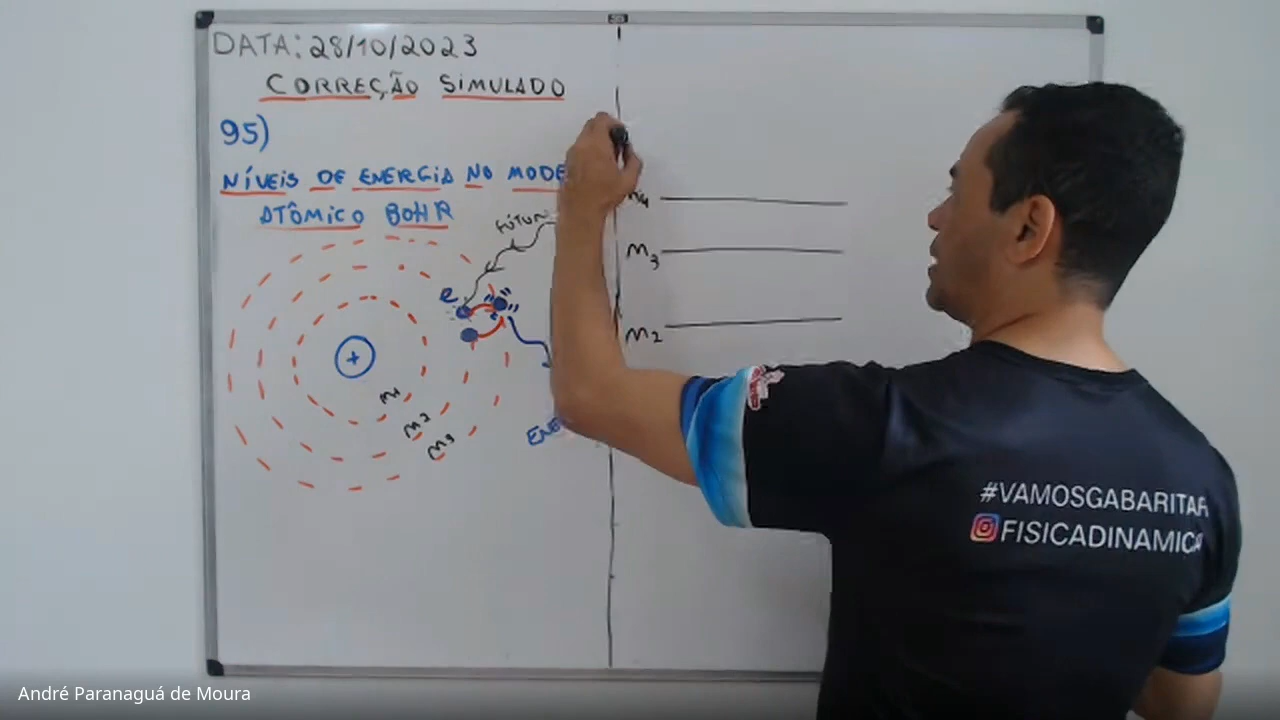 DATA: 28/10/2023
CORREÇÃO SIMULADO
95)
NÍVEIS DE ENERGIA NO MODE
ATÔMICO BOHR
e
+
n1
n2
n3
n4
n3
n2
#VAMOSGABARITAR
FISICADINAMICA
André Paranaguá de Moura